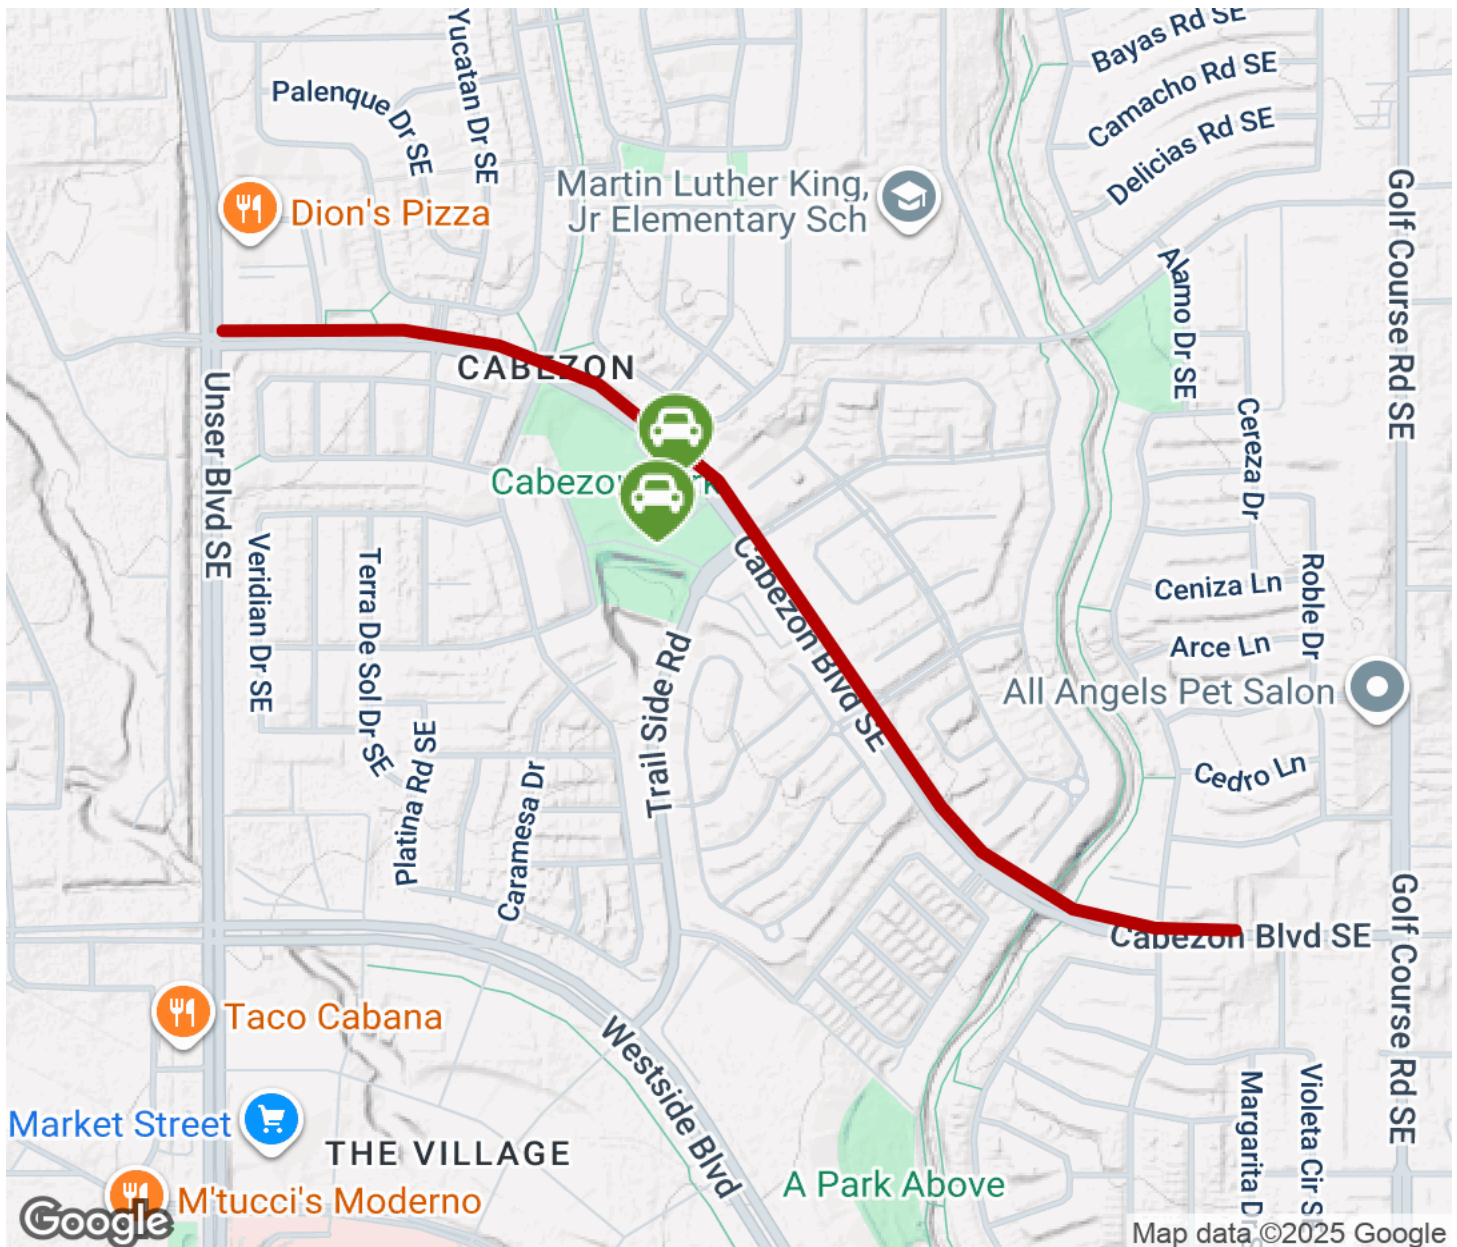 Yucatan Dr SE
Bayas Rd SE
Camacho Rd SE
Palenque Dr SE
Delicias Rd SE
Martin Luther King,
Jr Elementary Sch
Dion's Pizza
Golf Course Rd SE
Alamo Dr SE
CABEZON
Unser Blvd SE
Cereza Dr
Cabezon Blvd SE
Veridian Dr SE
Terra De Sol Dr SE
Ceniza Ln
Roble Dr
Arce Ln
Trail Side Rd
All Angels Pet Salon
Platina Rd SE
Caramesa Dr
Cedro Ln
Golf Course Rd SE
Cabezon Blvd SE
Taco Cabana
Westside Blvd
Market Street
THE VILLAGE
Margarita Dr
Violeta Cir SE
A Park Above
M'tucci's Moderno
Google
Map data ©2025 Google